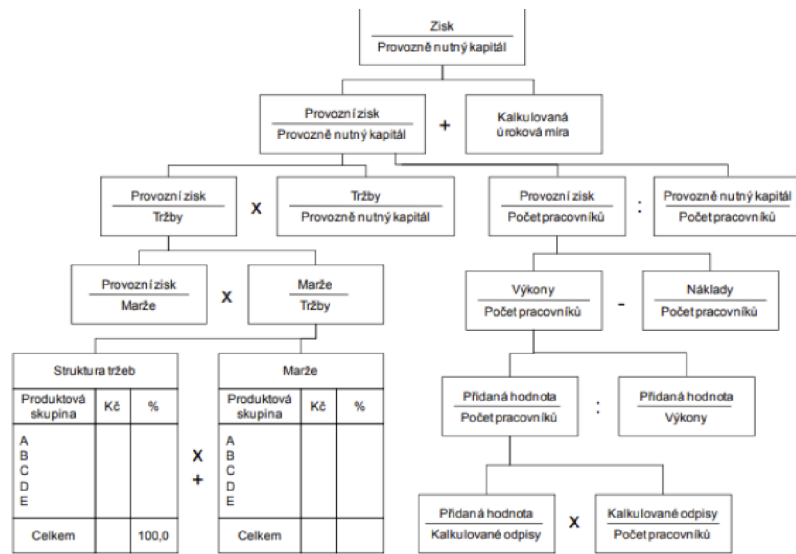 Zisk
Provozně nutný kapitál
Provozní zisk
Provozně nutný kapitál
+
Kalkulovaná
úroková míra
Provozní zisk
Tržby
X
Tržby
Provozně nutný kapitál
Provozní zisk
Počet pracovníků
:
Provozně nutný kapitál
Počet pracovníků
Provozní zisk
Marže
X
Marže
Tržby
Výkony
Počet pracovníků
-
Náklady
Počet pracovníků
Struktura tržeb
Produktová
skupina
Kč
%
A
B
C
D
E
Celkem
100,0
X
+
Marže
Produktová
skupina
Kč
%
A
B
C
D
E
Celkem
Přidaná hodnota
Počet pracovníků
:
Přidaná hodnota
Výkony
Přidaná hodnota
Kalkulované odpisy
X
Kalkulované odpisy
Počet pracovníků